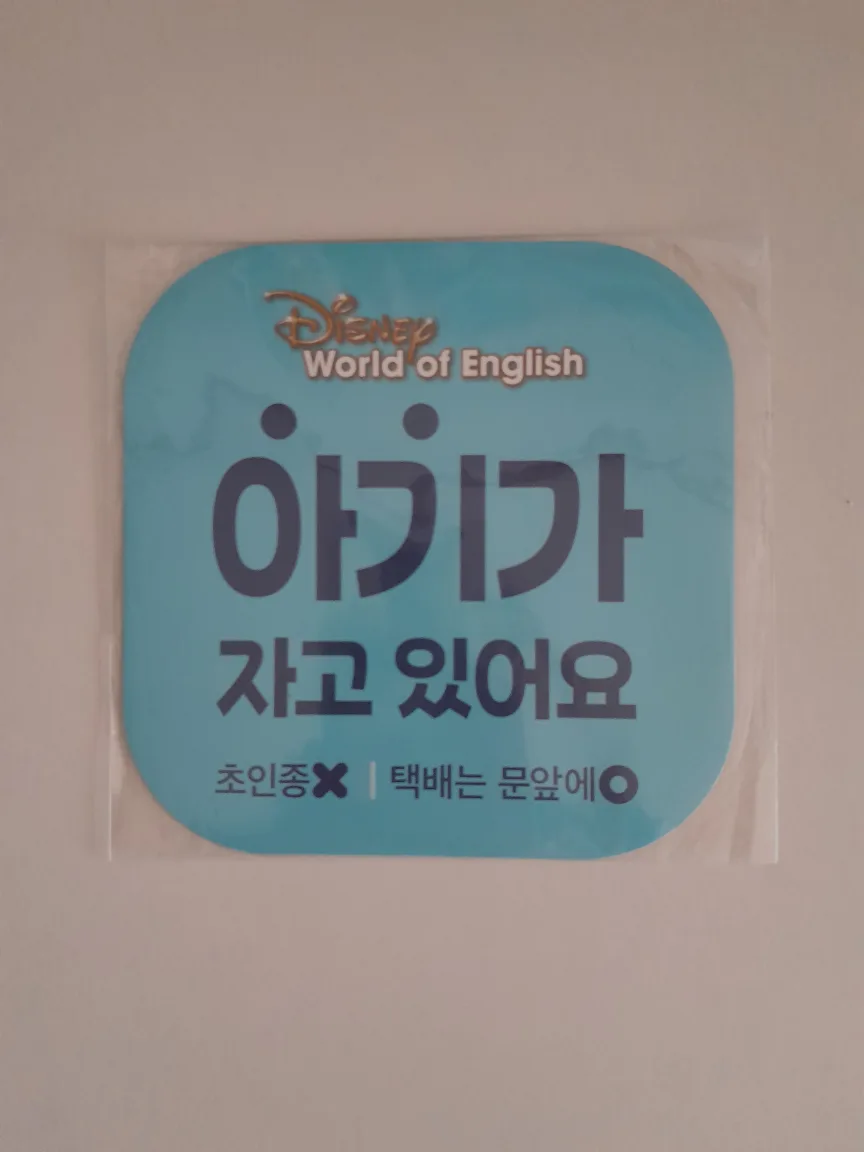 Disney
World of English
아기가
자고 있어요
초인종X | 택배는 문앞에O